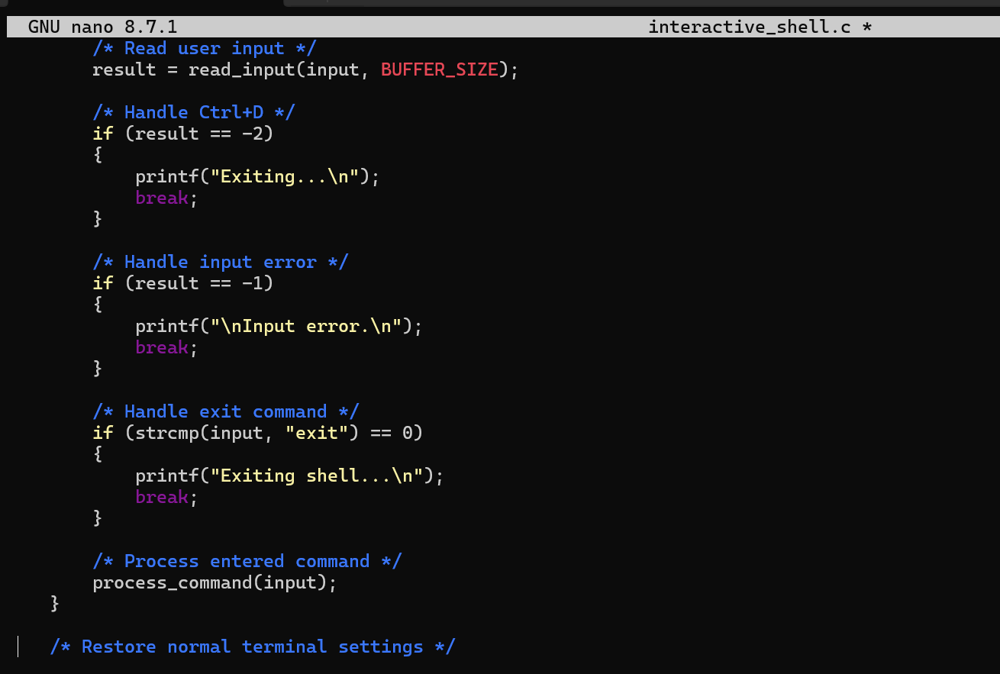 GNU nano 8.7.1 interactive_shell.c *
/* Read user input */
result = read_input(input, BUFFER_SIZE);
/* Handle Ctrl+D */
if (result == -2)
{
printf("Exiting...\n");
break;
}
/* Handle input error */
if (result == -1)
{
printf("\nInput error.\n");
break;
}
/* Handle exit command */
if (strcmp(input, "exit") == 0)
{
printf("Exiting shell...\n");
break;
}
/* Process entered command */
process_command(input);
}
/* Restore normal terminal settings */